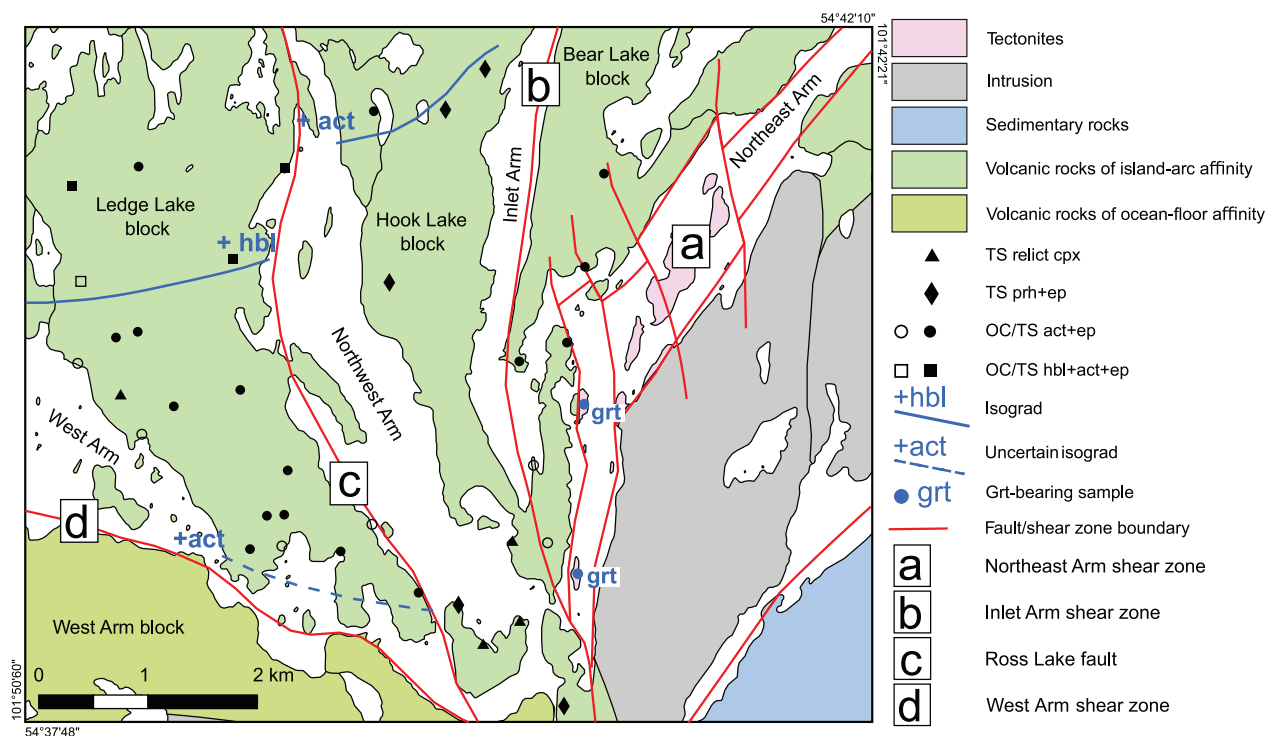 54°42'10"
101°42'21"
Bear Lake
block
b
Northeast Arm
+ act
Inlet Arm
Ledge Lake
block
Hook Lake
block
+ hbl
a
Northwest Arm
West Arm
grt
c
d
+act
grt
West Arm block
0 1 2 km
101°50'60"
54°37'48"
Tectonites
Intrusion
Sedimentary rocks
Volcanic rocks of island-arc affinity
Volcanic rocks of ocean-floor affinity
TS relict cpx
TS prh+ep
OC/TS act+ep
OC/TS hbl+act+ep
+hbl
Isograd
+act
Uncertain isograd
grt Grt-bearing sample
Fault/shear zone boundary
a Northeast Arm shear zone
b Inlet Arm shear zone
c Ross Lake fault
d West Arm shear zone